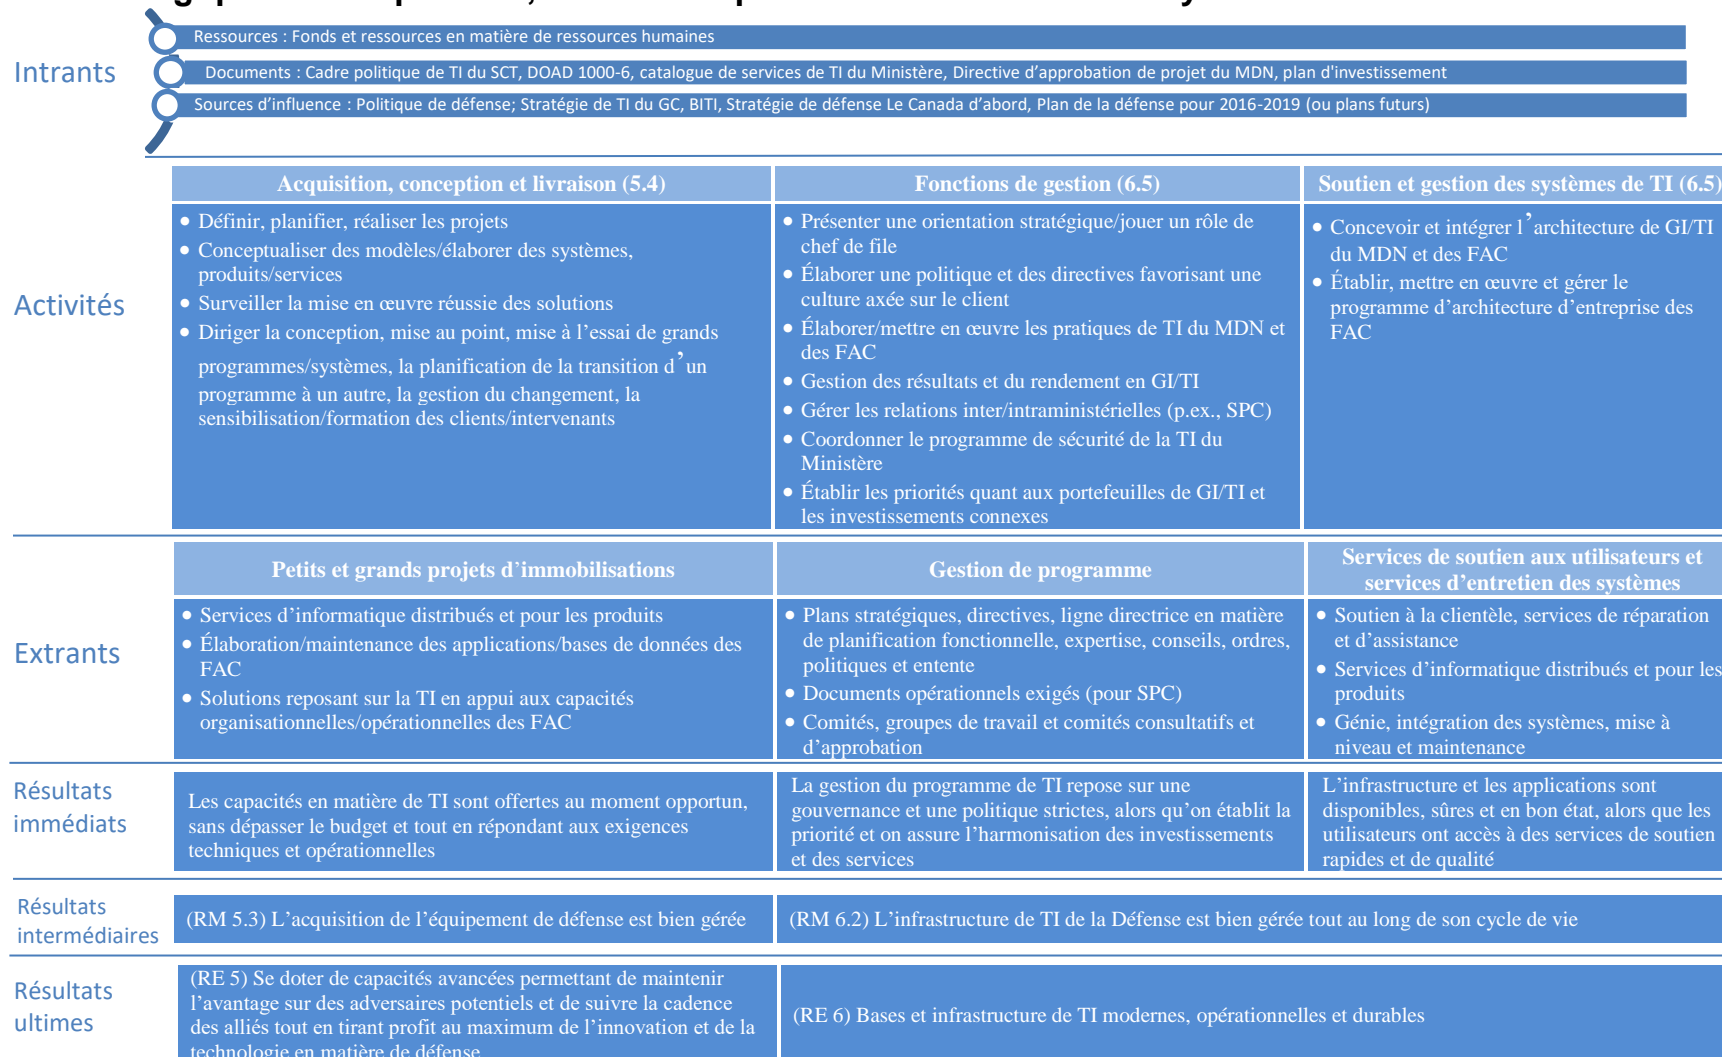 Ressources : Fonds et ressources en matière de ressources humaines
Intrants
Documents : Cadre politique de TI du SCT, DOAD 1000-6, catalogue de services de TI du Ministère, Directive d’approbation de projet du MDN, plan d'investissement
Sources d’influence : Politique de défense; Stratégie de TI du GC, BITI, Stratégie de défense Le Canada d’abord, Plan de la défense pour 2016-2019 (ou plans futurs)
Activités
Acquisition, conception et livraison (5.4)
• Définir, planifier, réaliser les projets
• Conceptualiser des modèles/élaborer des systèmes,
produits/services
• Surveiller la mise en œuvre réussie des solutions
• Diriger la conception, mise au point, mise à l’essai de grands
programmes/systèmes, la planification de la transition d’un
programme à un autre, la gestion du changement, la
sensibilisation/formation des clients/intervenants
Fonctions de gestion (6.5)
• Présenter une orientation stratégique/jouer un rôle de
chef de file
• Élaborer une politique et des directives favorisant une
culture axée sur le client
• Élaborer/mettre en œuvre les pratiques de TI du MDN et
des FAC
• Gestion des résultats et du rendement en GI/TI
• Gérer les relations inter/intraministérielles (p.ex., SPC)
• Coordonner le programme de sécurité de la TI du
Ministère
• Établir les priorités quant aux portefeuilles de GI/TI et
les investissements connexes
Soutien et gestion des systèmes de TI (6.5)
• Concevoir et intégrer l’architecture de GI/TI
du MDN et des FAC
• Établir, mettre en œuvre et gérer le
programme d’architecture d’entreprise des
FAC
Extrants
Petits et grands projets d’immobilisations
• Services d’informatique distribués et pour les produits
• Élaboration/maintenance des applications/bases de données des
FAC
• Solutions reposant sur la TI en appui aux capacités
organisationnelles/opérationnelles des FAC
Gestion de programme
• Plans stratégiques, directives, ligne directrice en matière
de planification fonctionnelle, expertise, conseils, ordres,
politiques et entente
• Documents opérationnels exigés (pour SPC)
• Comités, groupes de travail et comités consultatifs et
d’approbation
Services de soutien aux utilisateurs et
services d’entretien des systèmes
• Soutien à la clientèle, services de réparation
et d’assistance
• Services d’informatique distribués et pour les
produits
• Génie, intégration des systèmes, mise à
niveau et maintenance
Résultats
immédiats
Les capacités en matière de TI sont offertes au moment opportun,
sans dépasser le budget et tout en répondant aux exigences
techniques et opérationnelles
La gestion du programme de TI repose sur une
gouvernance et une politique strictes, alors qu’on établit la
priorité et on assure l’harmonisation des investissements
et des services
L’infrastructure et les applications sont
disponibles, sûres et en bon état, alors que les
utilisateurs ont accès à des services de soutien
rapides et de qualité
Résultats
intermédiaires
(RM 5.3) L’acquisition de l’équipement de défense est bien gérée
(RM 6.2) L’infrastructure de TI de la Défense est bien gérée tout au long de son cycle de vie
Résultats
ultimes
(RE 5) Se doter de capacités avancées permettant de maintenir
l’avantage sur des adversaires potentiels et de suivre la cadence
des alliés tout en tirant profit au maximum de l’innovation et de la
technologie en matière de défense
(RE 6) Bases et infrastructure de TI modernes, opérationnelles et durables